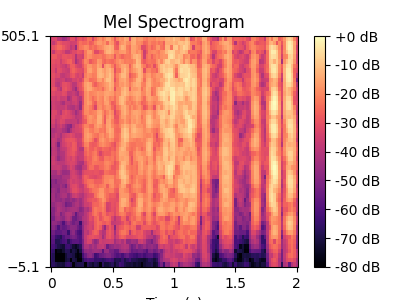 Mel Spectrogram
505.1
-5.1
0
0.5
1
1.5
2
+0 dB
-10 dB
-20 dB
-30 dB
-40 dB
-50 dB
-60 dB
-70 dB
-80 dB